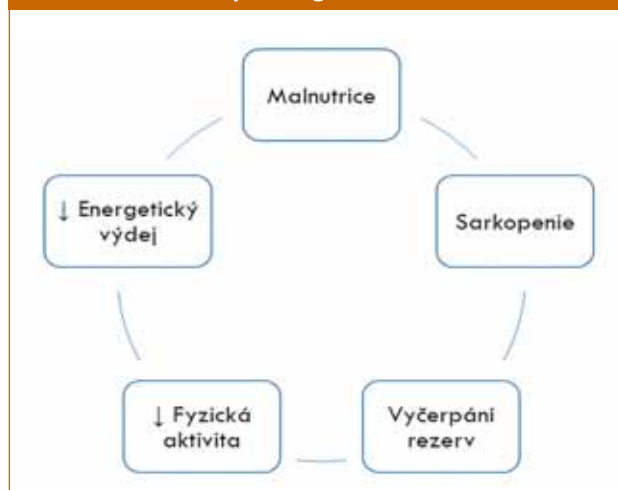 Malnutrice
Sarkopenie
Vyčerpání
rezerv
↓ Fyzická
aktivita
↓ Energetický
výdej